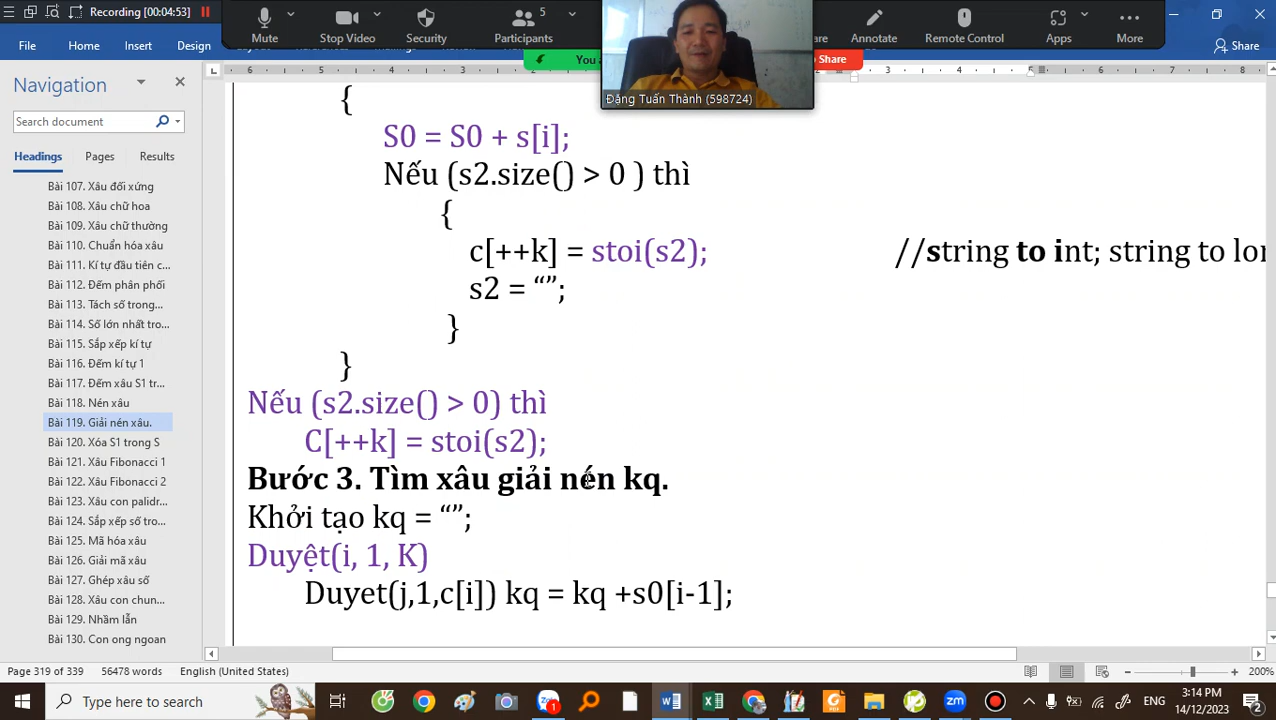 Recording 00:04:53
Mute
Stop Video
Security
5
Participants
Annotate
Remote Control
Apps
More
File
Home
Insert
Design
Share
Đặng Tuấn Thành (598724)
Navigation
Search document
Headings
Pages
Results
Bài 107. Xâu đối xứng
Bài 108. Xâu chữ hoa
Bài 109. Xâu chữ thường
Bài 110. Chuẩn hóa xâu
Bài 111. Kí tự đầu tiên c...
Bài 112. Đếm phân phối
Bài 113. Tách số trong...
Bài 114. Số lớn nhất tro...
Bài 115. Sắp xếp kí tự
Bài 116. Đếm kí tự 1
Bài 117. Đếm xâu S1 tr...
Bài 118. Nén xâu
Bài 119. Giải nén xâu.
Bài 120. Xóa S1 trong S
Bài 121. Xâu Fibonacci 1
Bài 122. Xâu Fibonacci 2
Bài 123. Xâu con palidr...
Bài 124. Sắp xếp số tro...
Bài 125. Mã hóa xâu
Bài 126. Giải mã xâu
Bài 127. Ghép xâu số
Bài 128. Xâu con chun...
Bài 129. Nhầm lẫn
Bài 130. Con ong ngoan
{
S0 = S0 + s[i];
Nếu (s2.size() > 0 ) thì
{
c[++k] = stoi(s2); //string to int; string to lon
s2 = “”;
}
}
Nếu (s2.size() > 0) thì
C[++k] = stoi(s2);
Bước 3. Tìm xâu giải nén kq.
Khởi tạo kq = “”;
Duyệt(i, 1, K)
Duyet(j,1,c[i]) kq = kq +s0[i-1];
Page 319 of 339 56478 words English (United States) 200%
Type here to search
ENG
3:14 PM
14/12/2023